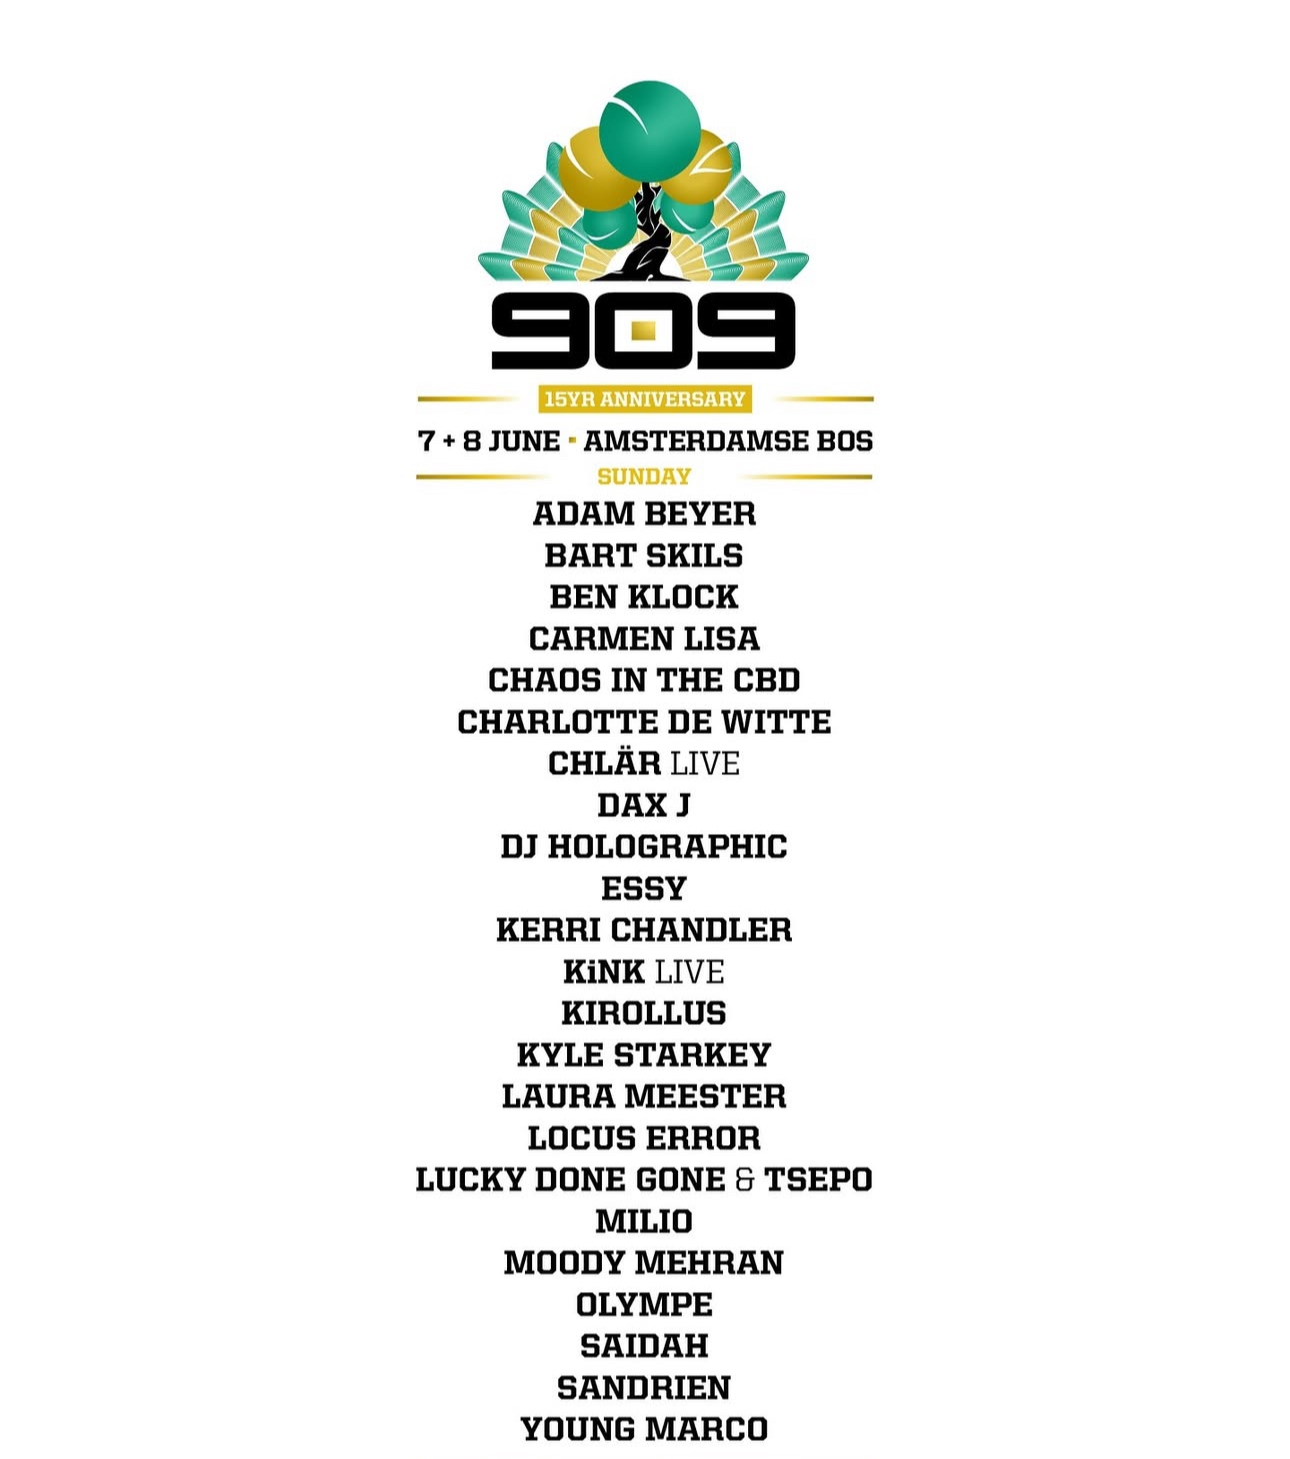 909
15YR ANNIVERSARY
7 + 8 JUNE ▪ AMSTERDAMSE BOS
SUNDAY
ADAM BEYER
BART SKILS
BEN KLOCK
CARMEN LISA
CHAOS IN THE CBD
CHARLOTTE DE WITTE
CHLÄR LIVE
DAX J
DJ HOLOGRAPHIC
ESSY
KERRI CHANDLER
KiNK LIVE
KIROLLUS
KYLE STARKEY
LAURA MEESTER
LOCUS ERROR
LUCKY DONE GONE & TSEPO
MILIO
MOODY MEHRAN
OLYMPE
SAIDAH
SANDRIEN
YOUNG MARCO